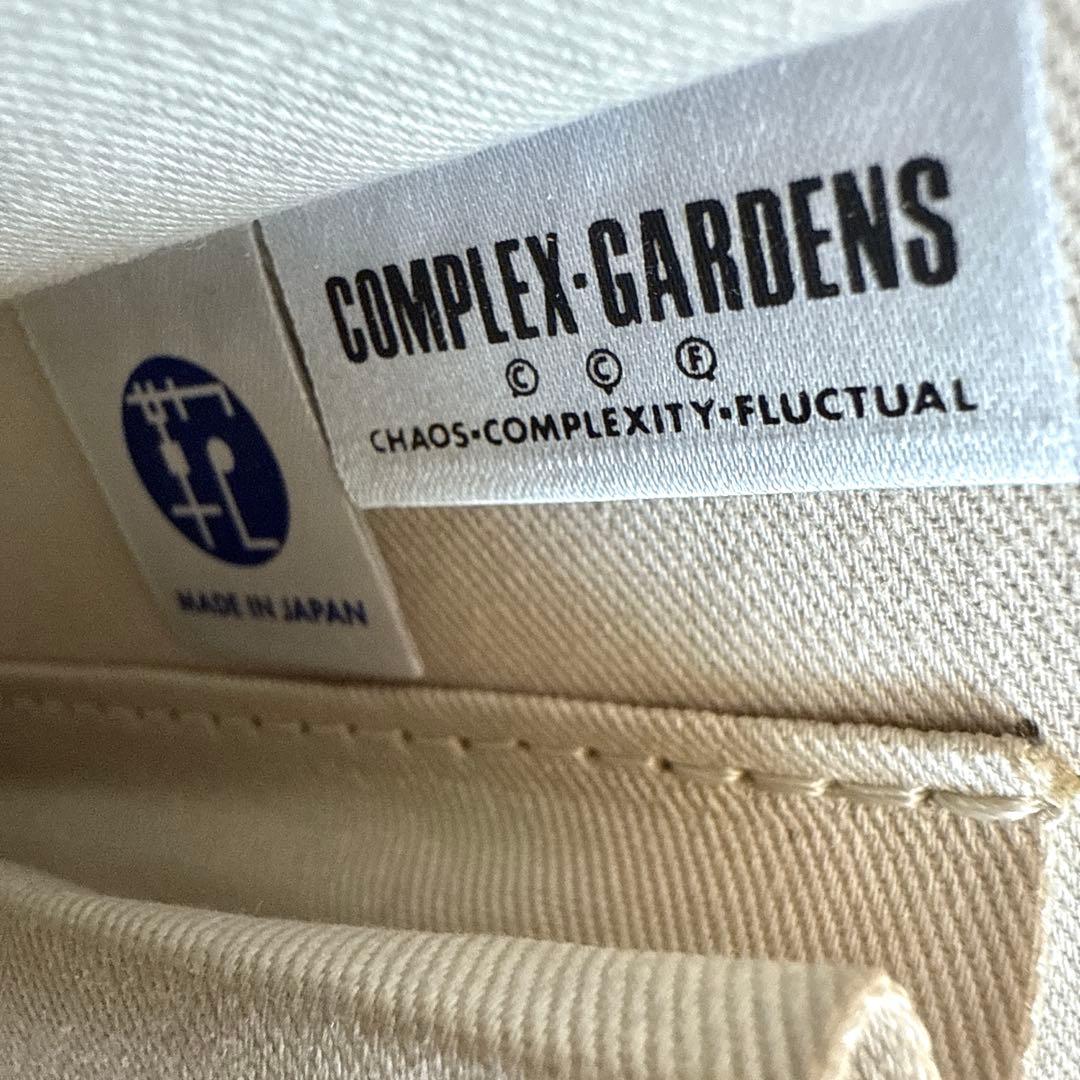 COMPLEX·GARDENS
Ⓒ Ⓒ Ⓕ
CHAOS·COMPLEXITY·FLUCTUAL
MADE IN JAPAN